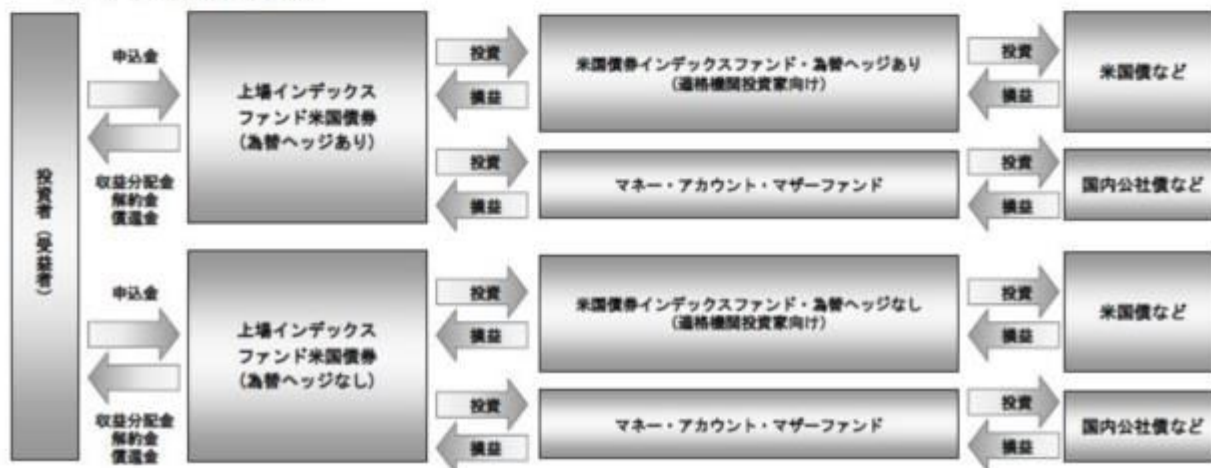 投資者（受益者）
申込金
収益分配金
解約金
償還金
上場インデックス
ファンド米国債券
（為替ヘッジあり）
投資
損益
米国債券インデックスファンド・為替ヘッジあり
（適格機関投資家向け）
投資
損益
米国債など
投資
損益
マネー・アカウント・マザーファンド
投資
損益
国内公社債など
申込金
収益分配金
解約金
償還金
上場インデックス
ファンド米国債券
（為替ヘッジなし）
投資
損益
米国債券インデックスファンド・為替ヘッジなし
（適格機関投資家向け）
投資
損益
米国債など
投資
損益
マネー・アカウント・マザーファンド
投資
損益
国内公社債など